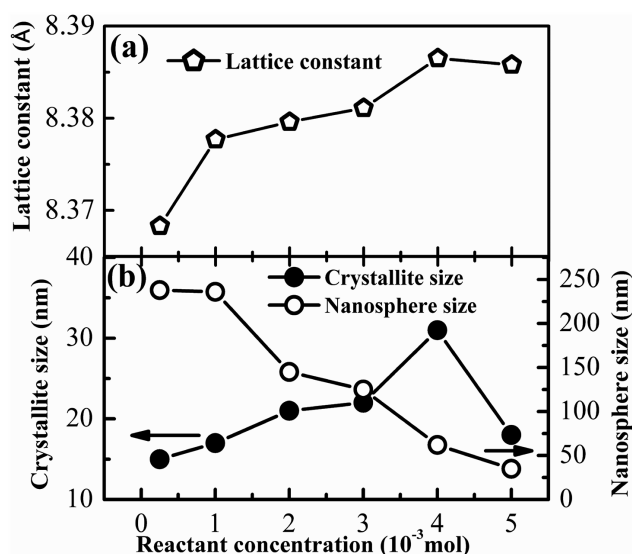 (a)
Lattice constant
Lattice constant (Å)
8.39
8.38
8.37
(b)
Crystallite size
Nanosphere size
Crystallite size (nm)
40
30
20
10
Nanosphere size (nm)
250
200
150
100
50
0
0 1 2 3 4 5
Reactant concentration (10⁻³mol)